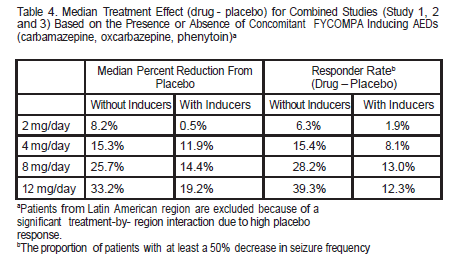 Table 4. Median Treatment Effect (drug - placebo) for Combined Studies (Study 1, 2
and 3) Based on the Presence or Absence of Concomitant FYCOMPA Inducing AEDs
(carbamazepine, oxcarbazepine, phenytoin)a
Median Percent Reduction From Placebo Responder Rateb (Drug – Placebo)
Without Inducers With Inducers Without Inducers With Inducers
2 mg/day 8.2% 0.5% 6.3% 1.9%
4 mg/day 15.3% 11.9% 15.4% 8.1%
8 mg/day 25.7% 14.4% 28.2% 13.0%
12 mg/day 33.2% 19.2% 39.3% 12.3%
aPatients from Latin American region are excluded because of a
significant treatment-by- region interaction due to high placebo
response.
bThe proportion of patients with at least a 50% decrease in seizure frequency